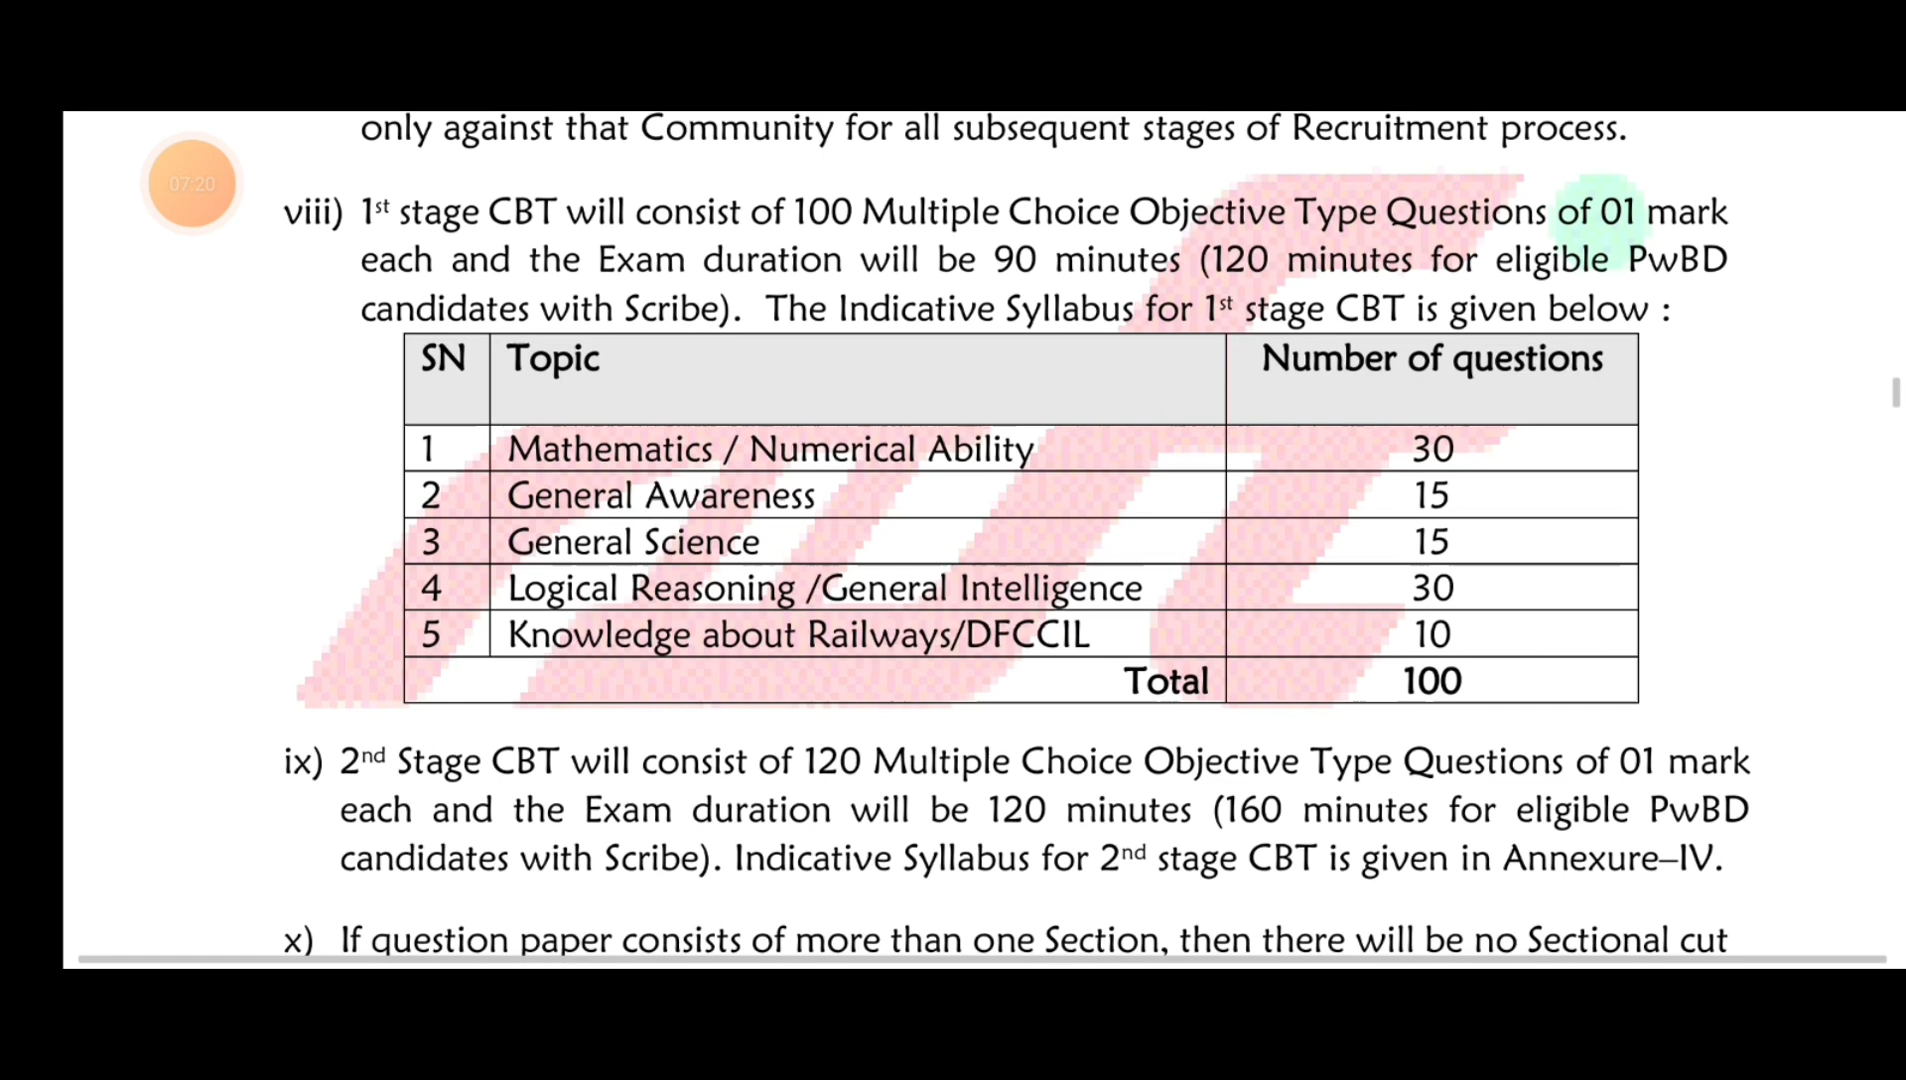 only against that Community for all subsequent stages of Recruitment process.
07:20
viii) 1st stage CBT will consist of 100 Multiple Choice Objective Type Questions of 01 mark
each and the Exam duration will be 90 minutes (120 minutes for eligible PwBD
candidates with Scribe). The Indicative Syllabus for 1st stage CBT is given below :
SN Topic Number of questions
1 Mathematics / Numerical Ability 30
2 General Awareness 15
3 General Science 15
4 Logical Reasoning /General Intelligence 30
5 Knowledge about Railways/DFCCIL 10
Total 100
ix) 2nd Stage CBT will consist of 120 Multiple Choice Objective Type Questions of 01 mark
each and the Exam duration will be 120 minutes (160 minutes for eligible PwBD
candidates with Scribe). Indicative Syllabus for 2nd stage CBT is given in Annexure–IV.
x) If question paper consists of more than one Section, then there will be no Sectional cut